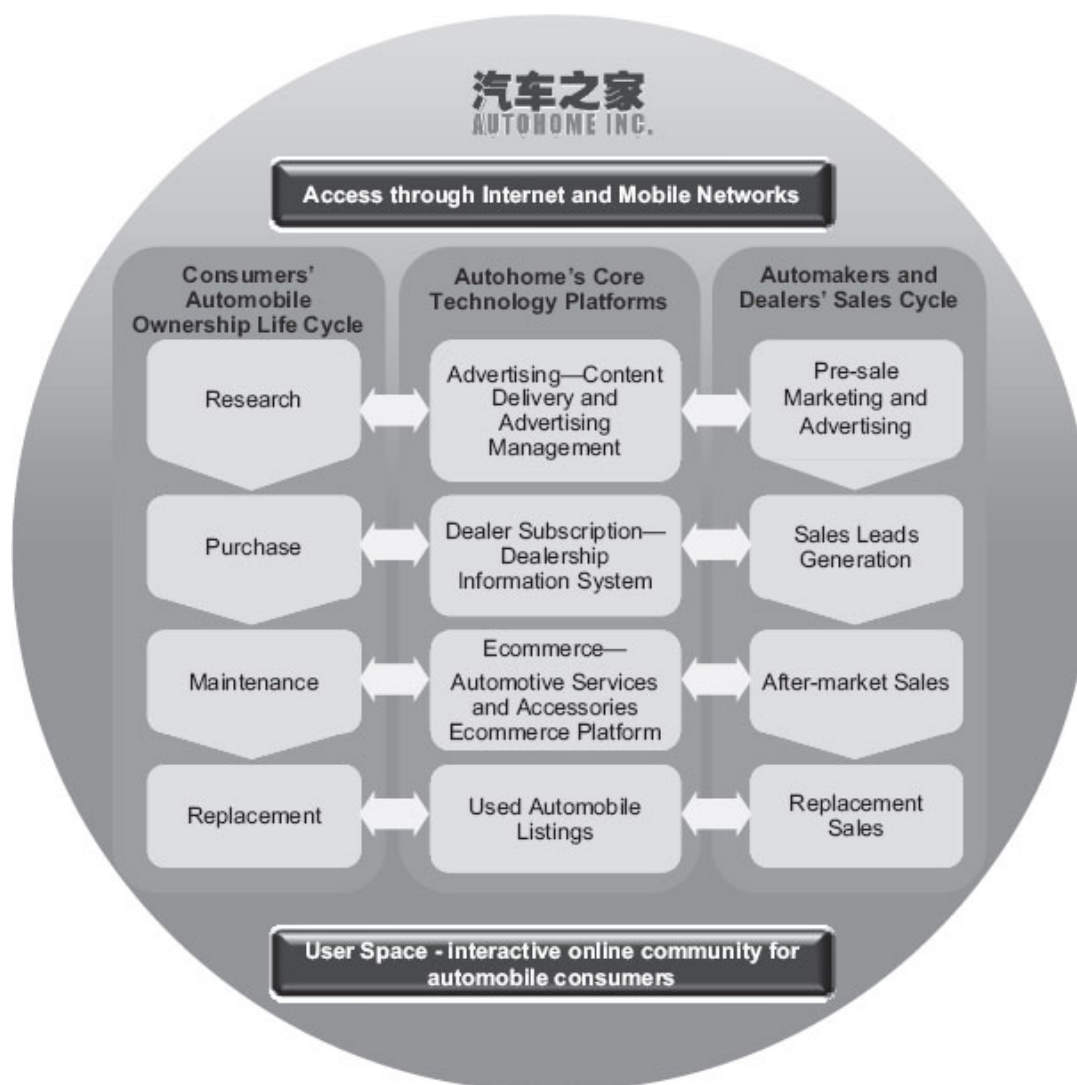 汽车之家
AUTOHOME INC.
Access through Internet and Mobile Networks
Consumers’
Automobile
Ownership Life Cycle
Research
Purchase
Maintenance
Replacement
Autohome’s Core
Technology Platforms
Advertising—Content
Delivery and
Advertising
Management
Dealer Subscription—
Dealership
Information System
Ecommerce—
Automotive Services
and Accessories
Ecommerce Platform
Used Automobile
Listings
Automakers and
Dealers’ Sales Cycle
Pre-sale
Marketing and
Advertising
Sales Leads
Generation
After-market Sales
Replacement
Sales
User Space - interactive online community for
automobile consumers